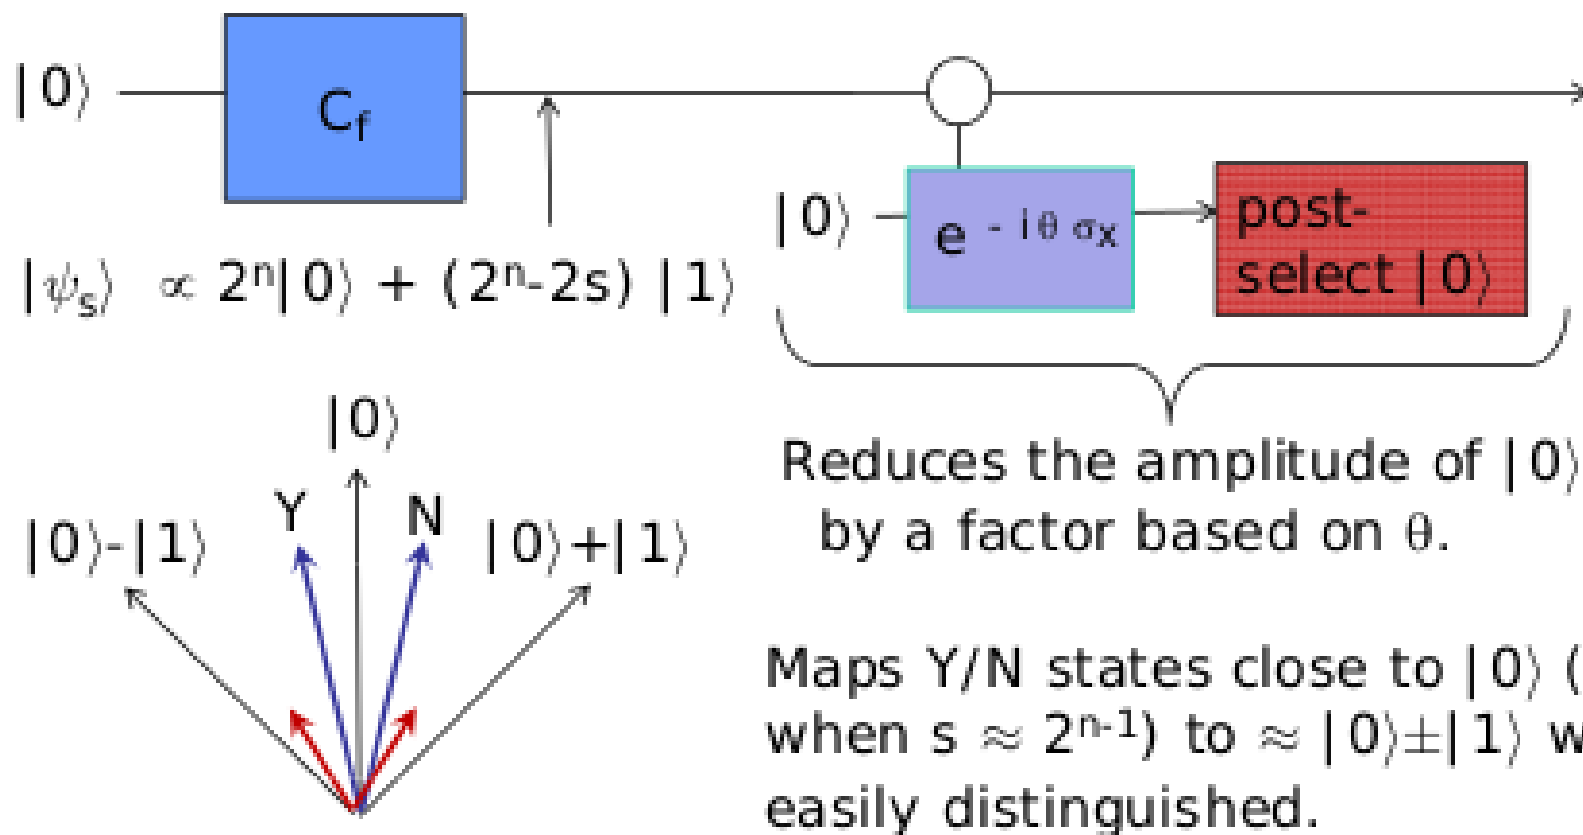 |0⟩
C_f
|0⟩
e^{- iθ σ_X}
post-
select |0⟩
|ψ_s⟩ ∝ 2ⁿ|0⟩ + (2ⁿ-2s) |1⟩
|0⟩
Y
N
|0⟩-|1⟩
|0⟩+|1⟩
Reduces the amplitude of |0⟩
by a factor based on θ.
Maps Y/N states close to |0⟩ (
when s ≈ 2ⁿ⁻¹) to ≈ |0⟩±|1⟩ w
easily distinguished.